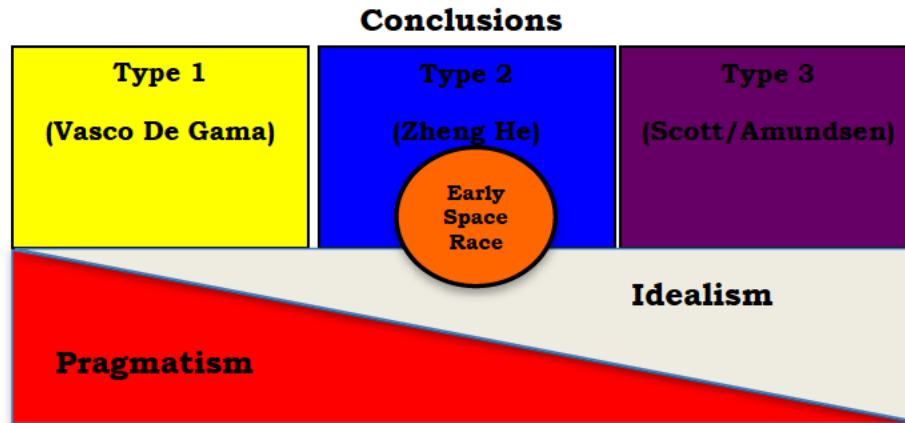 Conclusions
Type 1
(Vasco De Gama)
Type 2
(Zheng He)
Type 3
(Scott/Amundsen)
Early
Space
Race
Idealism
Pragmatism